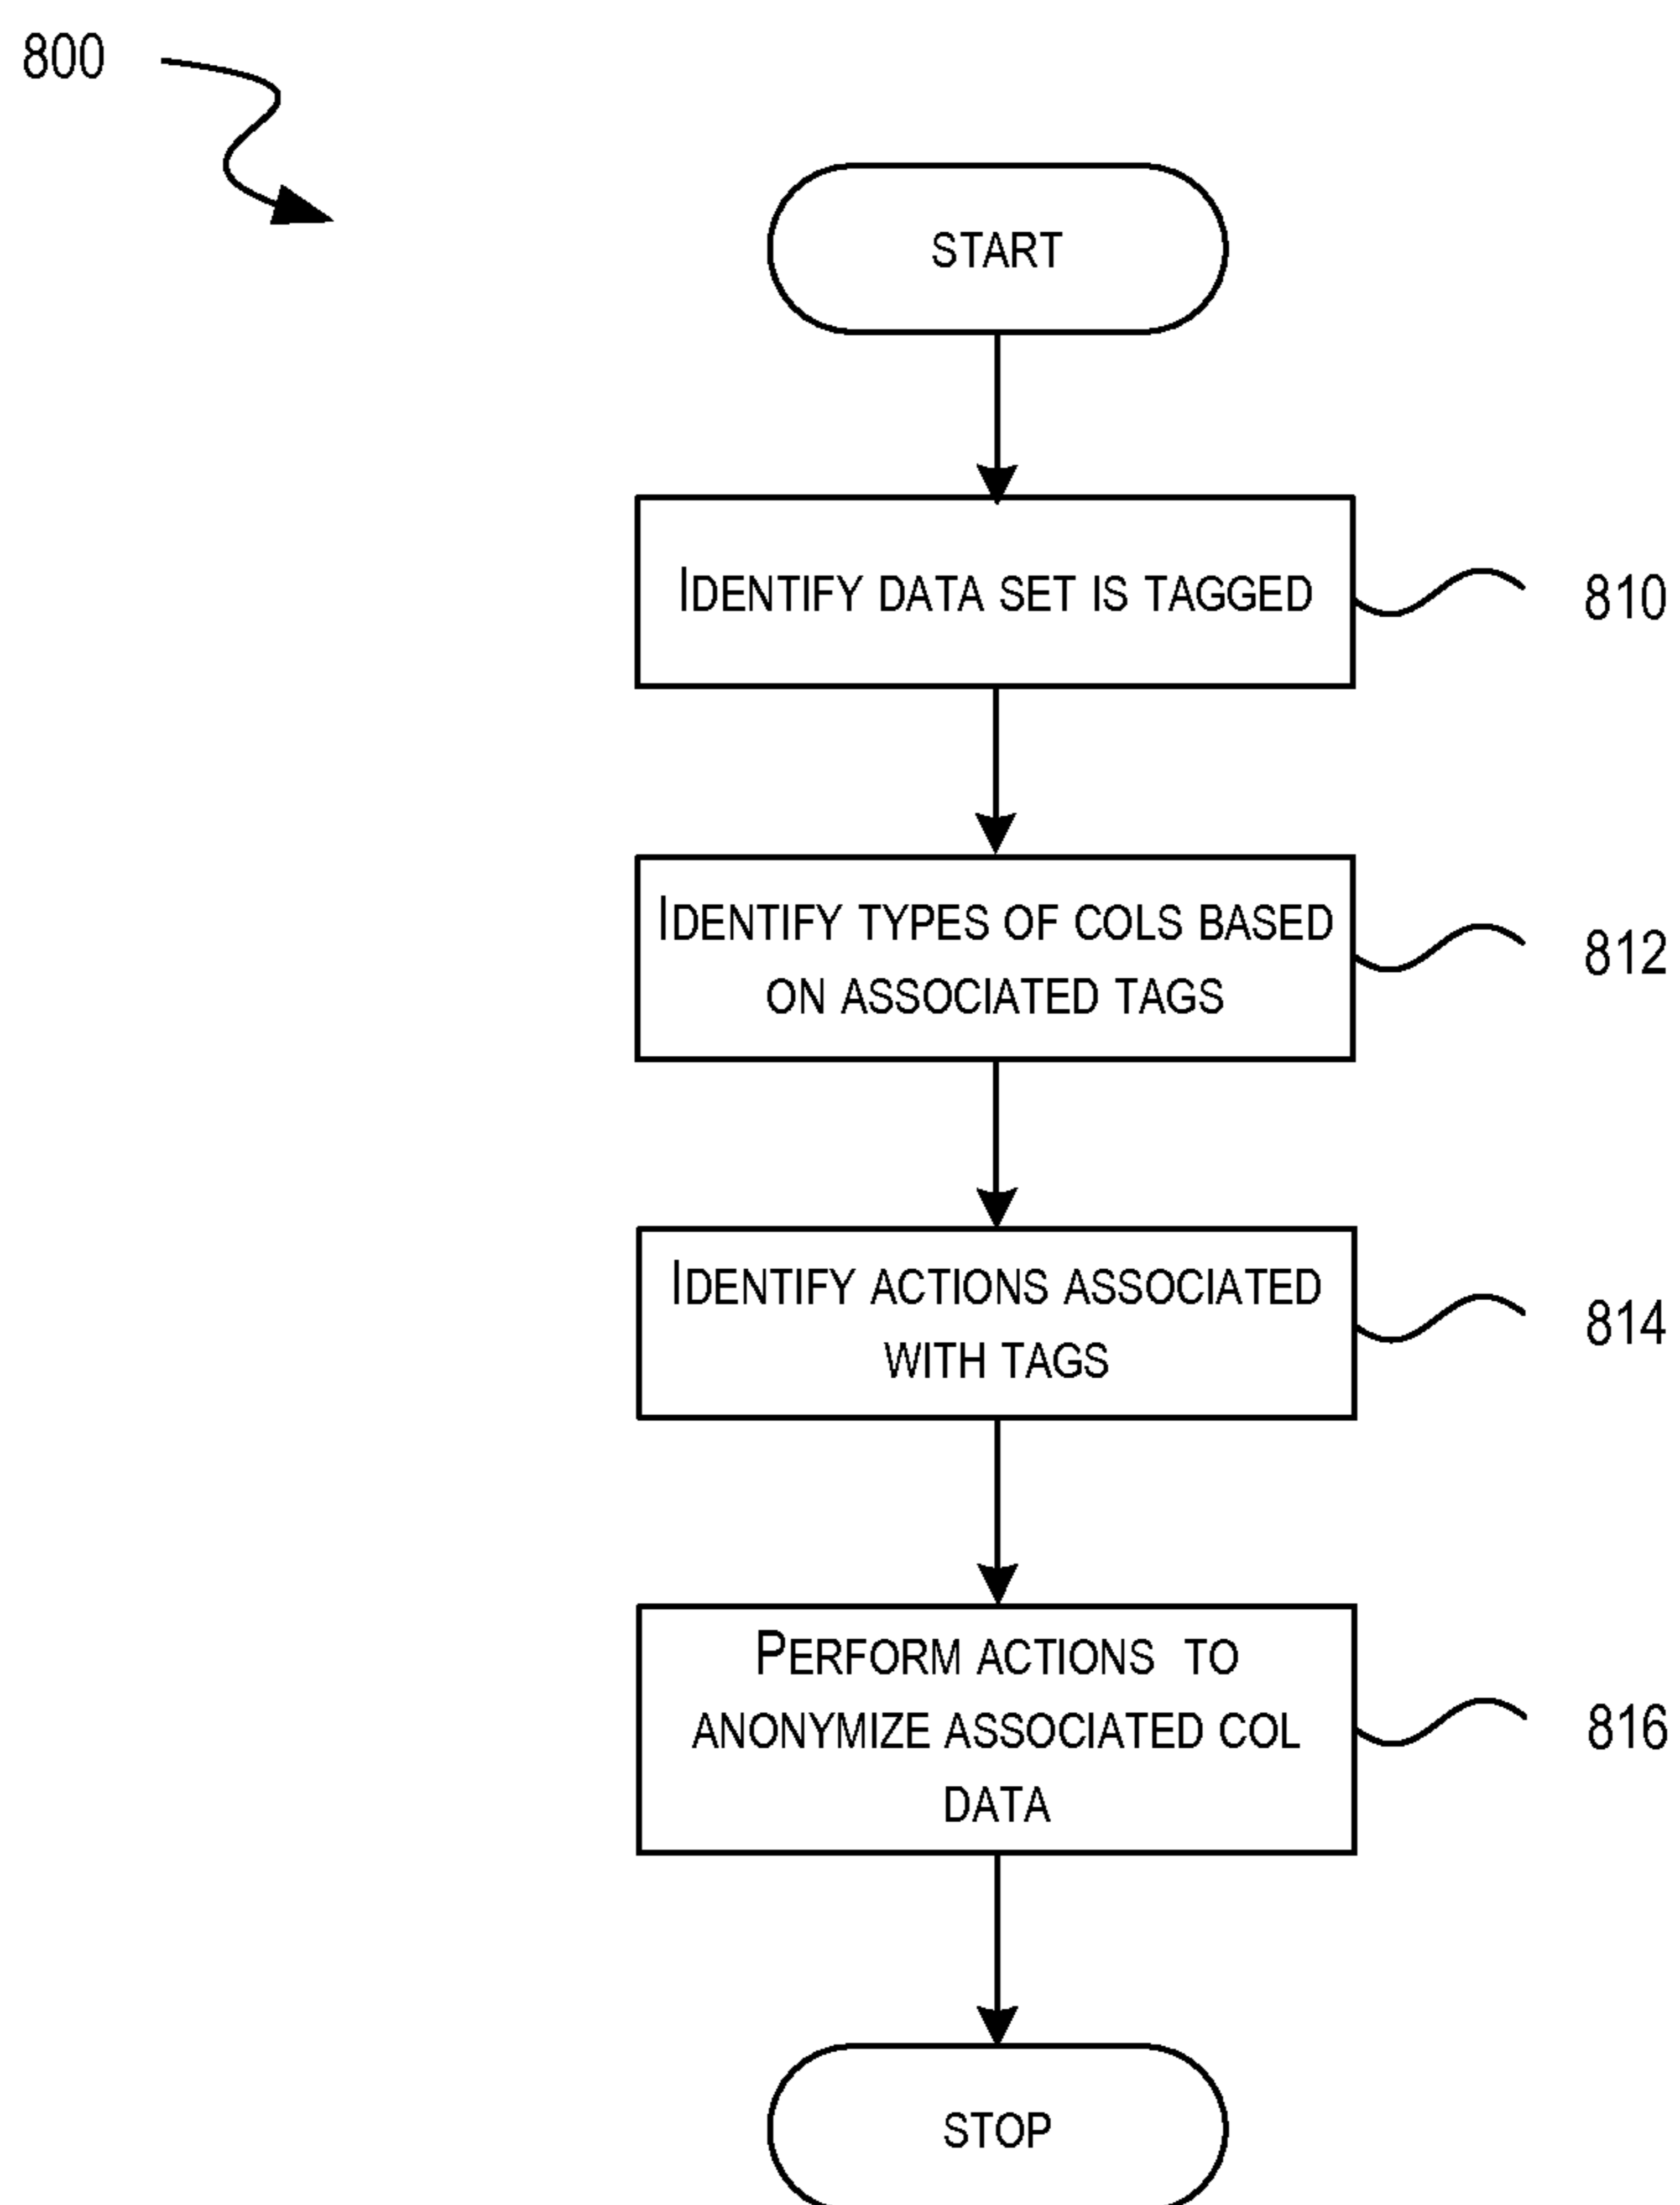 800
START
IDENTIFY DATA SET IS TAGGED
810
IDENTIFY TYPES OF COLS BASED
ON ASSOCIATED TAGS
812
IDENTIFY ACTIONS ASSOCIATED
WITH TAGS
814
PERFORM ACTIONS TO
ANONYMIZE ASSOCIATED COL
DATA
816
STOP